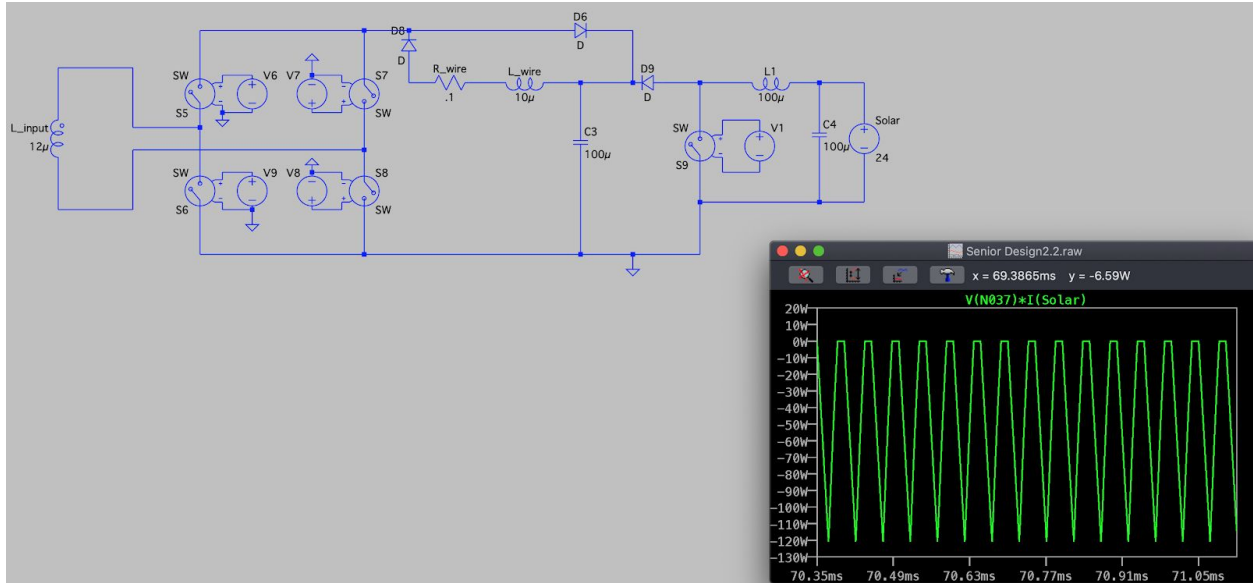 D6
D8
D
D
R_wire
L_wire
D9
L1
.1
10µ
D
100µ
SW
V6
V7
S7
S5
SW
C3
100µ
SW
V1
C4
100µ
Solar
24
S9
L_input
12µ
SW
V9
V8
S8
S6
SW
Senior Design2.2.raw
x = 69.3865ms y = -6.59W
V(N037)*I(Solar)
20W
10W
0W
-10W
-20W
-30W
-40W
-50W
-60W
-70W
-80W
-90W
-100W
-110W
-120W
-130W
70.35ms 70.49ms 70.63ms 70.77ms 70.91ms 71.05ms